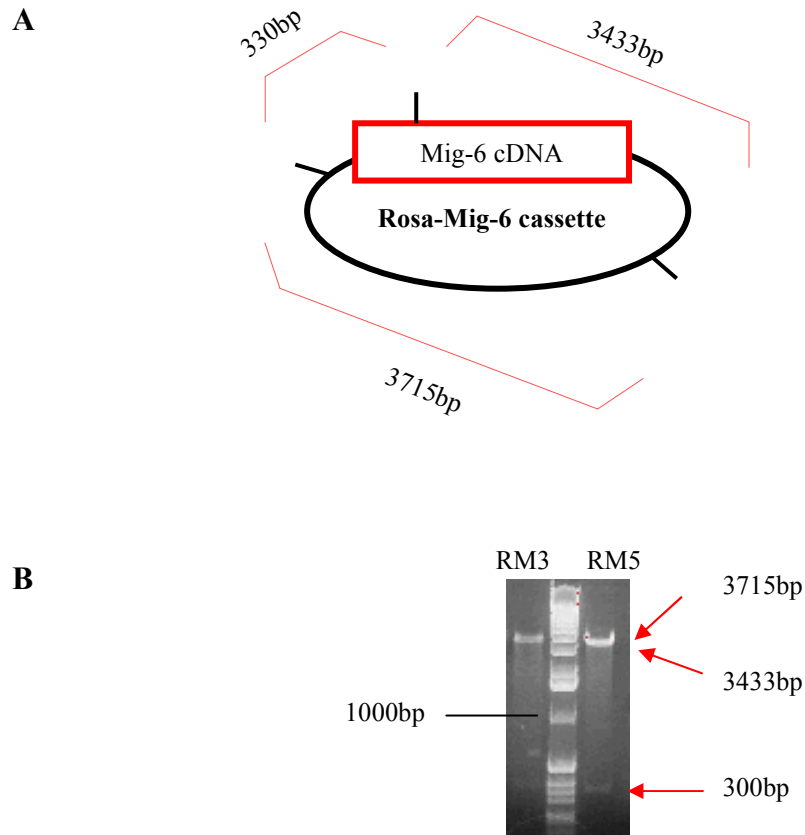 A
330bp
3433bp
Mig-6 cDNA
Rosa-Mig-6 cassette
3715bp
B
RM3 RM5
3715bp
3433bp
1000bp
300bp